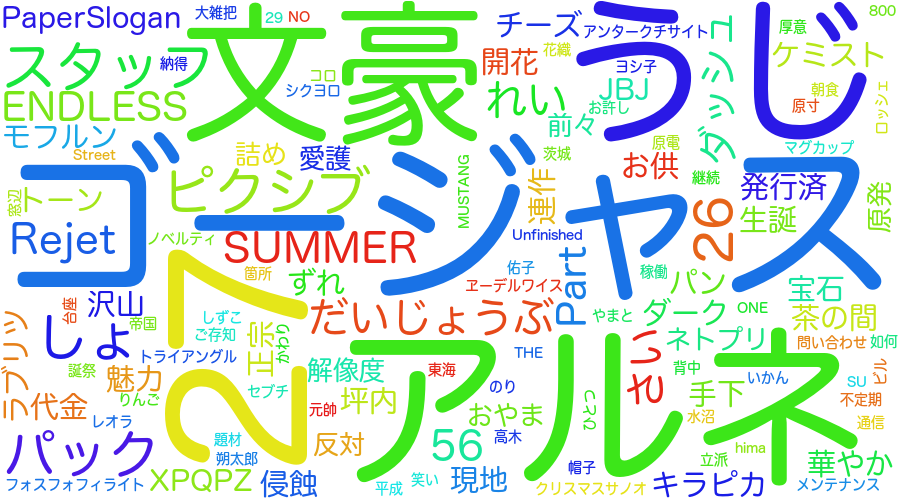 PaperSlogan
大雑把
29
NO
文豪
うじ
チーズ
アンタークチサイト
800
厚意
ケミスト
スタッフ
納得
コロ
シクヨロ
開花
花織
ヨシ子
JBJ
ダッシュ
朝食
原寸
ロッシェ
ENDLESS
れい
お許し
前々
原電
マグカップ
モフルン
Street
詰め
愛護
MUSTANG
茨城
お供
継続
発行済
原発
ゴージャス
窓辺
トーン
ピクシブ
連作
26
生誕
Rejet
ノベルティ
SUMMER
Unfinished
Part
佑子
稼働
パン
宝石
箇所
ずれ
ヱーデルワイス
27
台座
沢山
帝国
しずこ
ご存知
だいじょうぶ
やまと
ダーク
ONE
茶の間
しょ
トライアングル
正宗
かわり
アルネ
THE
さい
ネトプリ
問い合わせ
如何
ブリッツ
誕祭
魅力
りんご
セブチ
解像度
東海
のり
背中
いかん
SU
ビル
ラ
代金
レオラ
元帥
坪内
おやま
ひとつ
手下
水沼
不定期
通信
パック
題材
朔太郎
反対
56
高木
hima
立派
華やか
フォスフォフィライト
XPQPZ
侵蝕
平成
笑い
現地
帽子
クリスマスサノオ
キラピカ
メンテナンス